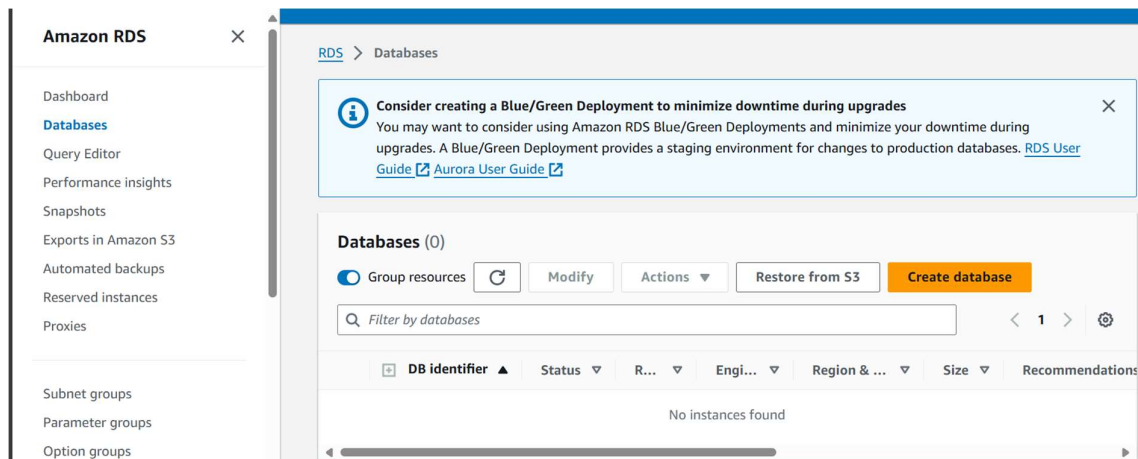 Amazon RDS
Dashboard
Databases
Query Editor
Performance insights
Snapshots
Exports in Amazon S3
Automated backups
Reserved instances
Proxies
Subnet groups
Parameter groups
Option groups
RDS > Databases
Consider creating a Blue/Green Deployment to minimize downtime during upgrades
You may want to consider using Amazon RDS Blue/Green Deployments and minimize your downtime during
upgrades. A Blue/Green Deployment provides a staging environment for changes to production databases. RDS User
Guide Aurora User Guide
Databases (0)
Group resources Modify Actions Restore from S3 Create database
Filter by databases < 1 >
DB identifier Status R... Engi... Region & ... Size Recommendations
No instances found